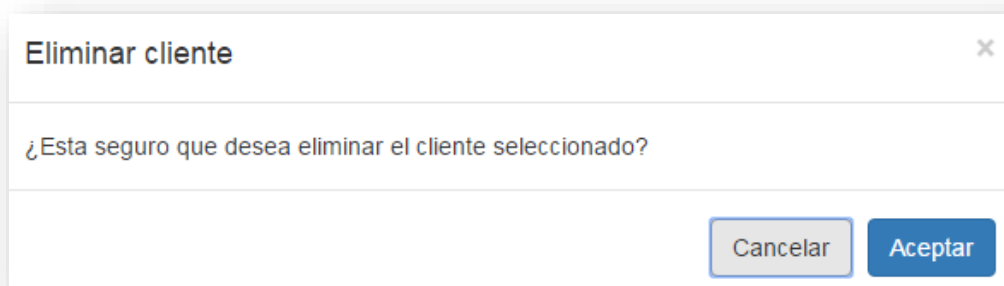 Eliminar cliente
×
¿Esta seguro que desea eliminar el cliente seleccionado?
Cancelar
Aceptar